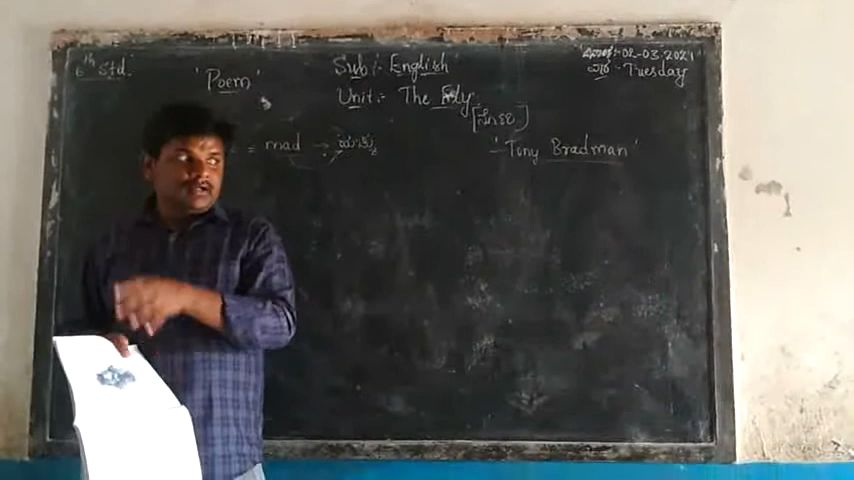 6th Std.
'Poem'
Sub :- English
ದಿನಾಂಕ :- 02-03-2021
ವಾರ :- Tuesday
Unit :- The Fly
[ನೊಣ]
= mad →
- 'Tiny Bradman'